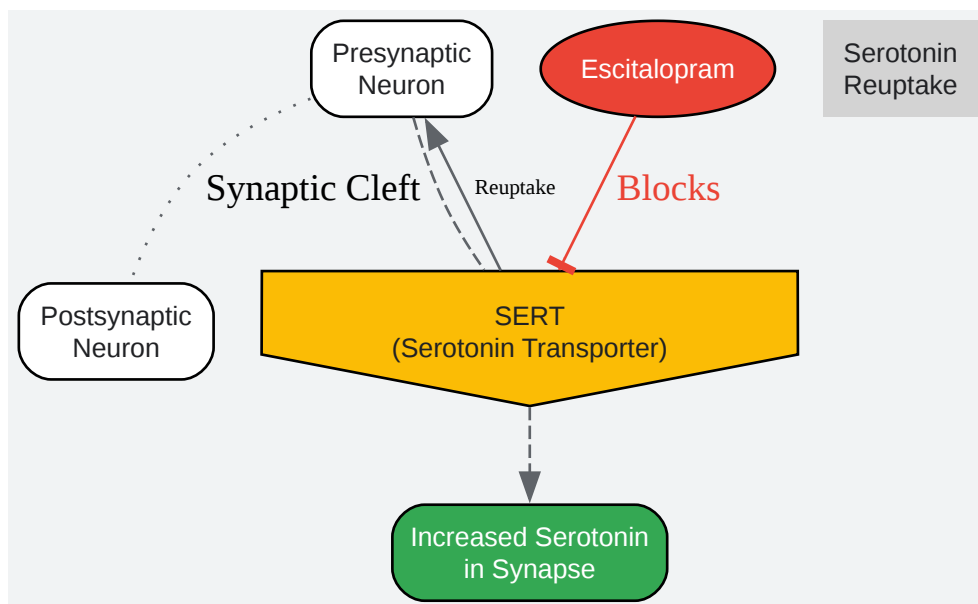 Presynaptic
Neuron
Escitalopram
Serotonin
Reuptake
Synaptic Cleft
Reuptake
Blocks
Postsynaptic
Neuron
SERT
(Serotonin Transporter)
Increased Serotonin
in Synapse